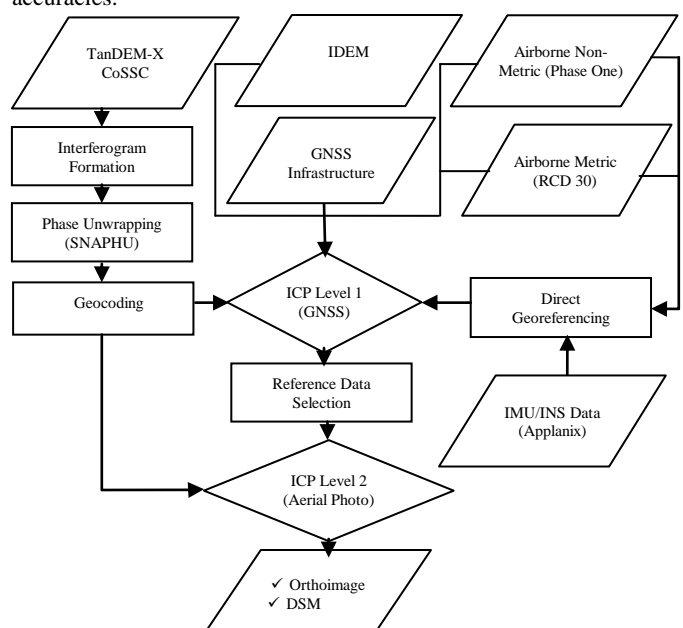 accuracies.
TanDEM-X
CoSSC
IDEM
Airborne Non-
Metric (Phase One)
Interferogram
Formation
GNSS
Infrastructure
Airborne Metric
(RCD 30)
Phase Unwrapping
(SNAPHU)
Geocoding
ICP Level 1
(GNSS)
Direct
Georeferencing
Reference Data
Selection
IMU/INS Data
(Applanix)
ICP Level 2
(Aerial Photo)
✓ Orthoimage
✓ DSM